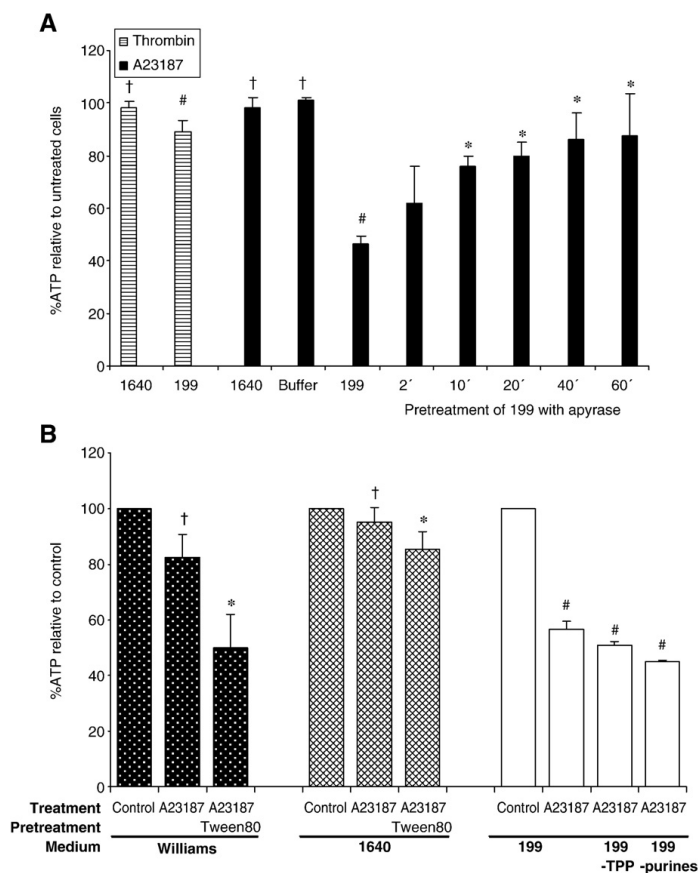 A
Thrombin
A23187
%ATP relative to untreated cells
120
100
80
60
40
20
0
† # † † # * * * *
1640 199 1640 Buffer 199 2´ 10´ 20´ 40´ 60´
Pretreatment of 199 with apyrase
B
%ATP relative to control
120
100
80
60
40
20
0
† * † * # # #
Treatment Control A23187 A23187 Control A23187 A23187 Control A23187 A23187 A23187
Pretreatment Tween80 Tween80
Medium Williams 1640 199 199 199
-TPP -purines